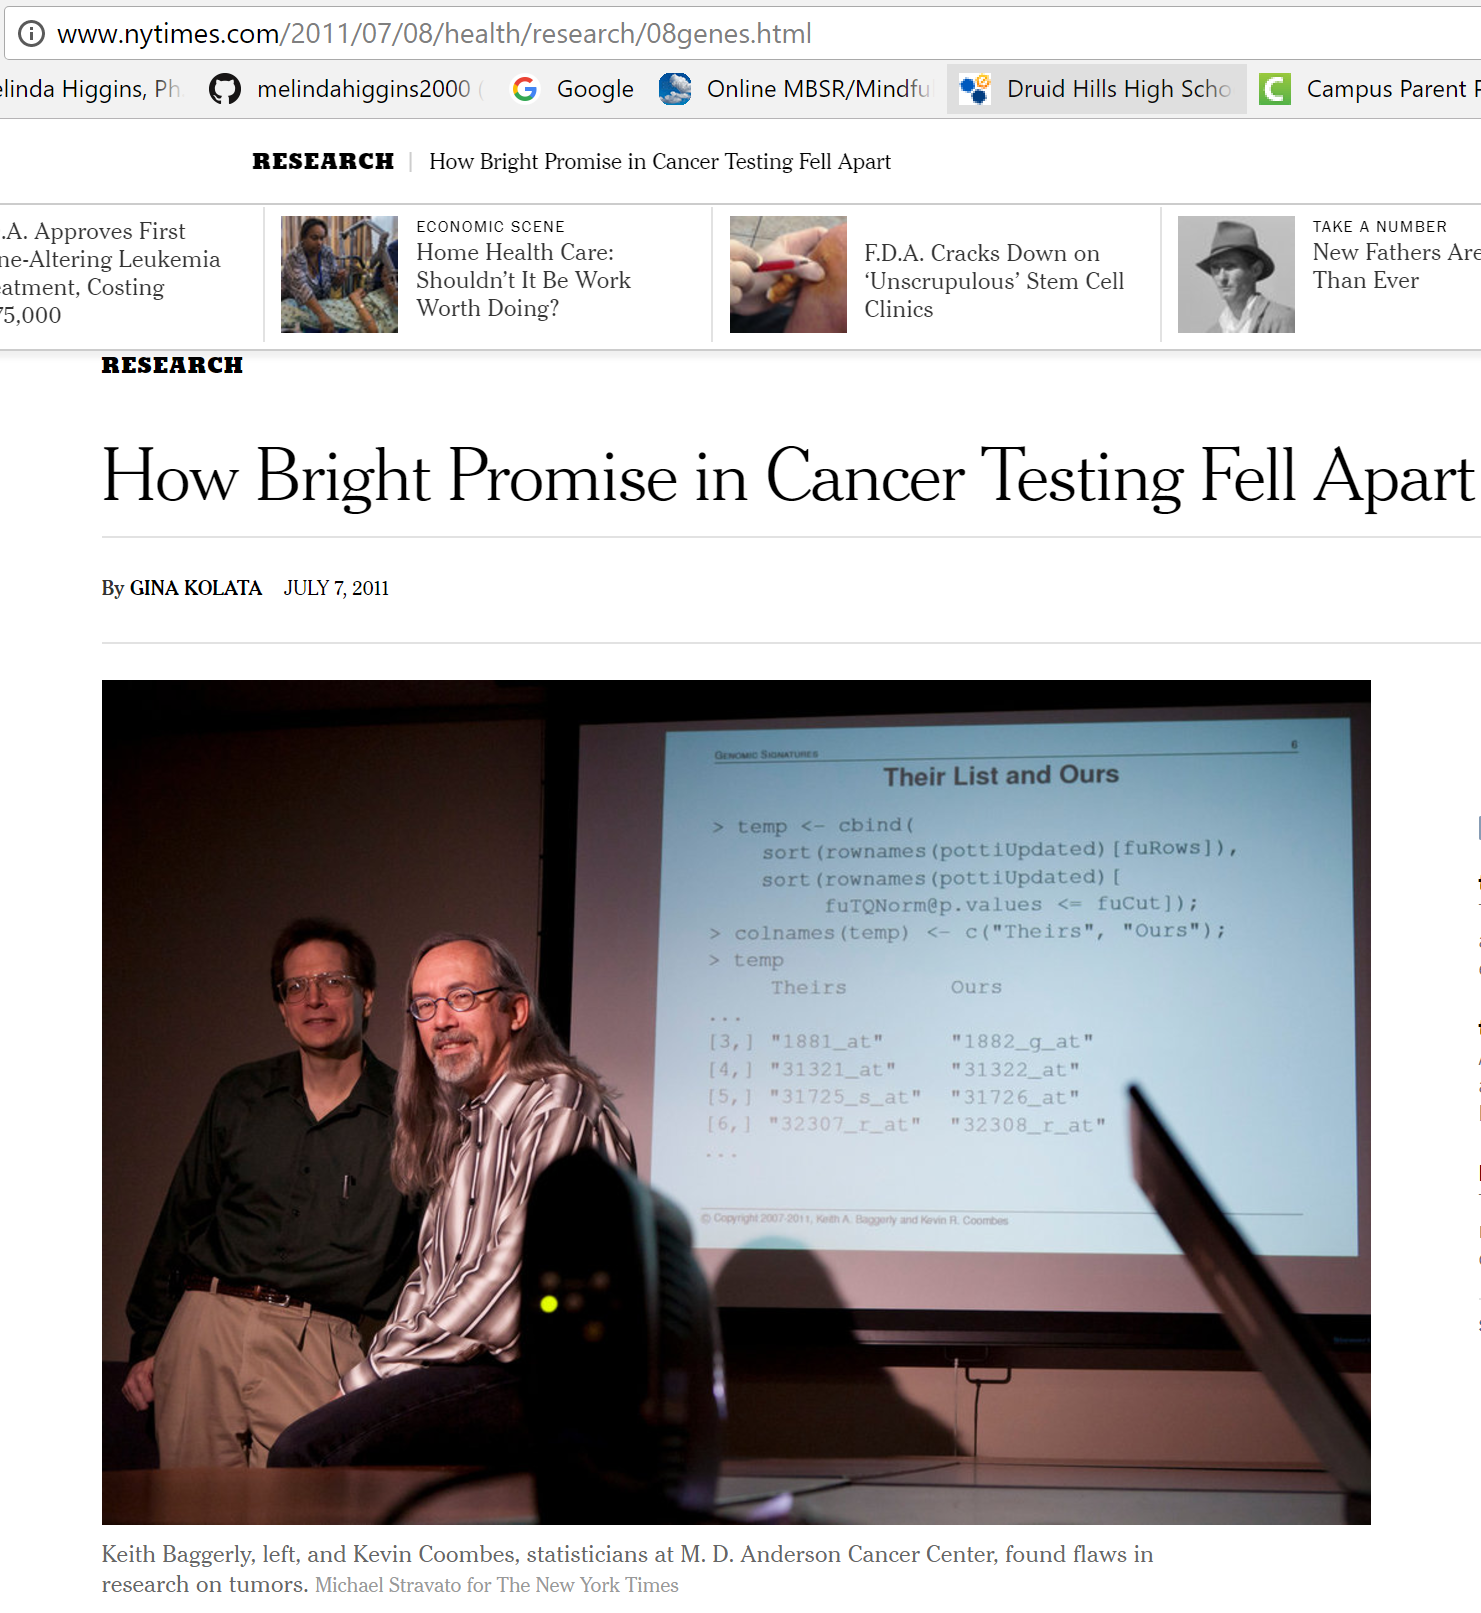 www.nytimes.com/2011/07/08/health/research/08genes.html
elinda Higgins, Ph melindahiggins2000 ( Google Online MBSR/Mindfu Druid Hills High Scho Campus Parent P
RESEARCH | How Bright Promise in Cancer Testing Fell Apart
.A. Approves First
ne-Altering Leukemia
eatment, Costing
75,000
ECONOMIC SCENE
Home Health Care:
Shouldn’t It Be Work
Worth Doing?
F.D.A. Cracks Down on
‘Unscrupulous’ Stem Cell
Clinics
TAKE A NUMBER
New Fathers Are
Than Ever
RESEARCH
How Bright Promise in Cancer Testing Fell Apart
By GINA KOLATA JULY 7, 2011
GENOMIC SIGNATURES 6
Their List and Ours
> temp <- cbind(
sort(rownames(pottiUpdated)[fuRows]),
sort(rownames(pottiUpdated)[
fuTQNorm@p.values <= fuCut]);
> colnames(temp) <- c("Theirs", "Ours");
> temp
Theirs Ours
...
[3,] "1881_at" "1882_g_at"
[4,] "31321_at" "31322_at"
[5,] "31725_s_at" "31726_at"
[6,] "32307_r_at" "32308_r_at"
...
© Copyright 2007-2011, Keith A. Baggerly and Kevin R. Coombes
Keith Baggerly, left, and Kevin Coombes, statisticians at M. D. Anderson Cancer Center, found flaws in
research on tumors. Michael Stravato for The New York Times